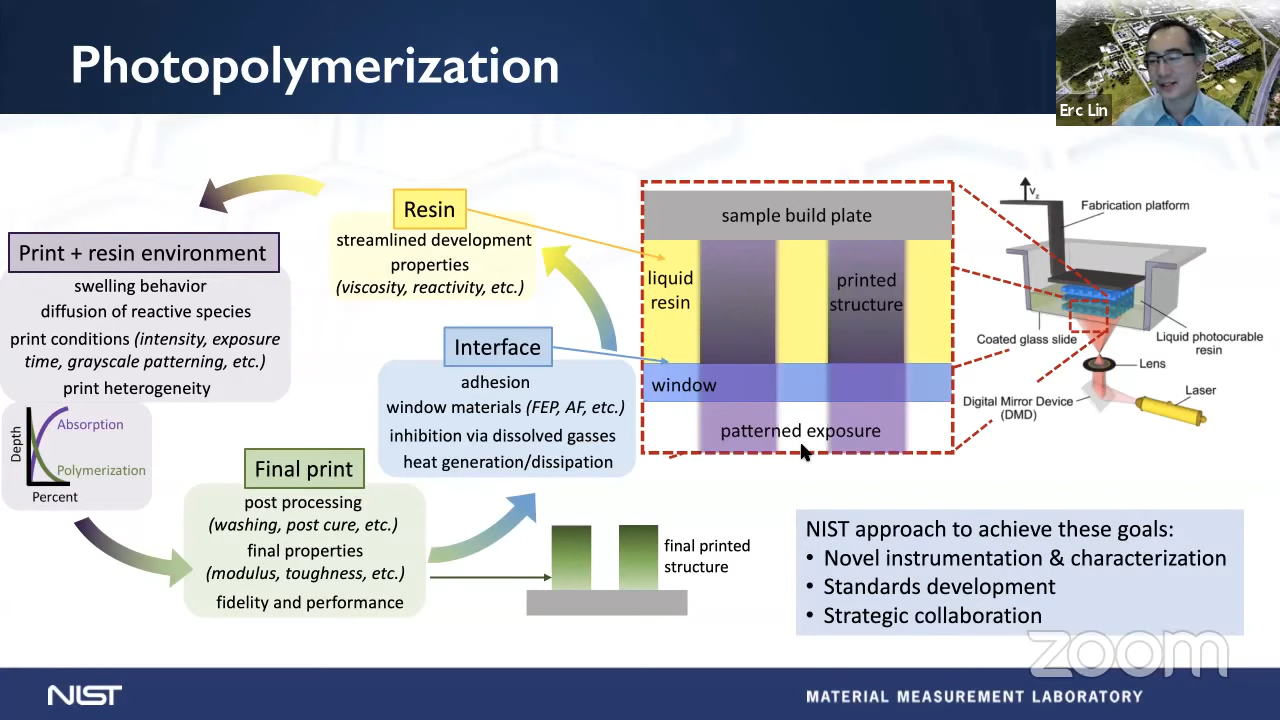 Photopolymerization
Erc Lin
Resin
streamlined development
properties
(viscosity, reactivity, etc.)
Print + resin environment
swelling behavior
diffusion of reactive species
print conditions (intensity, exposure
time, grayscale patterning, etc.)
print heterogeneity
Depth
Absorption
Polymerization
Percent
Interface
adhesion
window materials (FEP, AF, etc.)
inhibition via dissolved gasses
heat generation/dissipation
Final print
post processing
(washing, post cure, etc.)
final properties
(modulus, toughness, etc.)
fidelity and performance
final printed
structure
sample build plate
liquid
resin
printed
structure
window
patterned exposure
Vz
Fabrication platform
Coated glass slide
Liquid photocurable
resin
Lens
Laser
Digital Mirror Device
(DMD)
NIST approach to achieve these goals:
• Novel instrumentation & characterization
• Standards development
• Strategic collaboration
zoom
NIST
MATERIAL MEASUREMENT LABORATORY